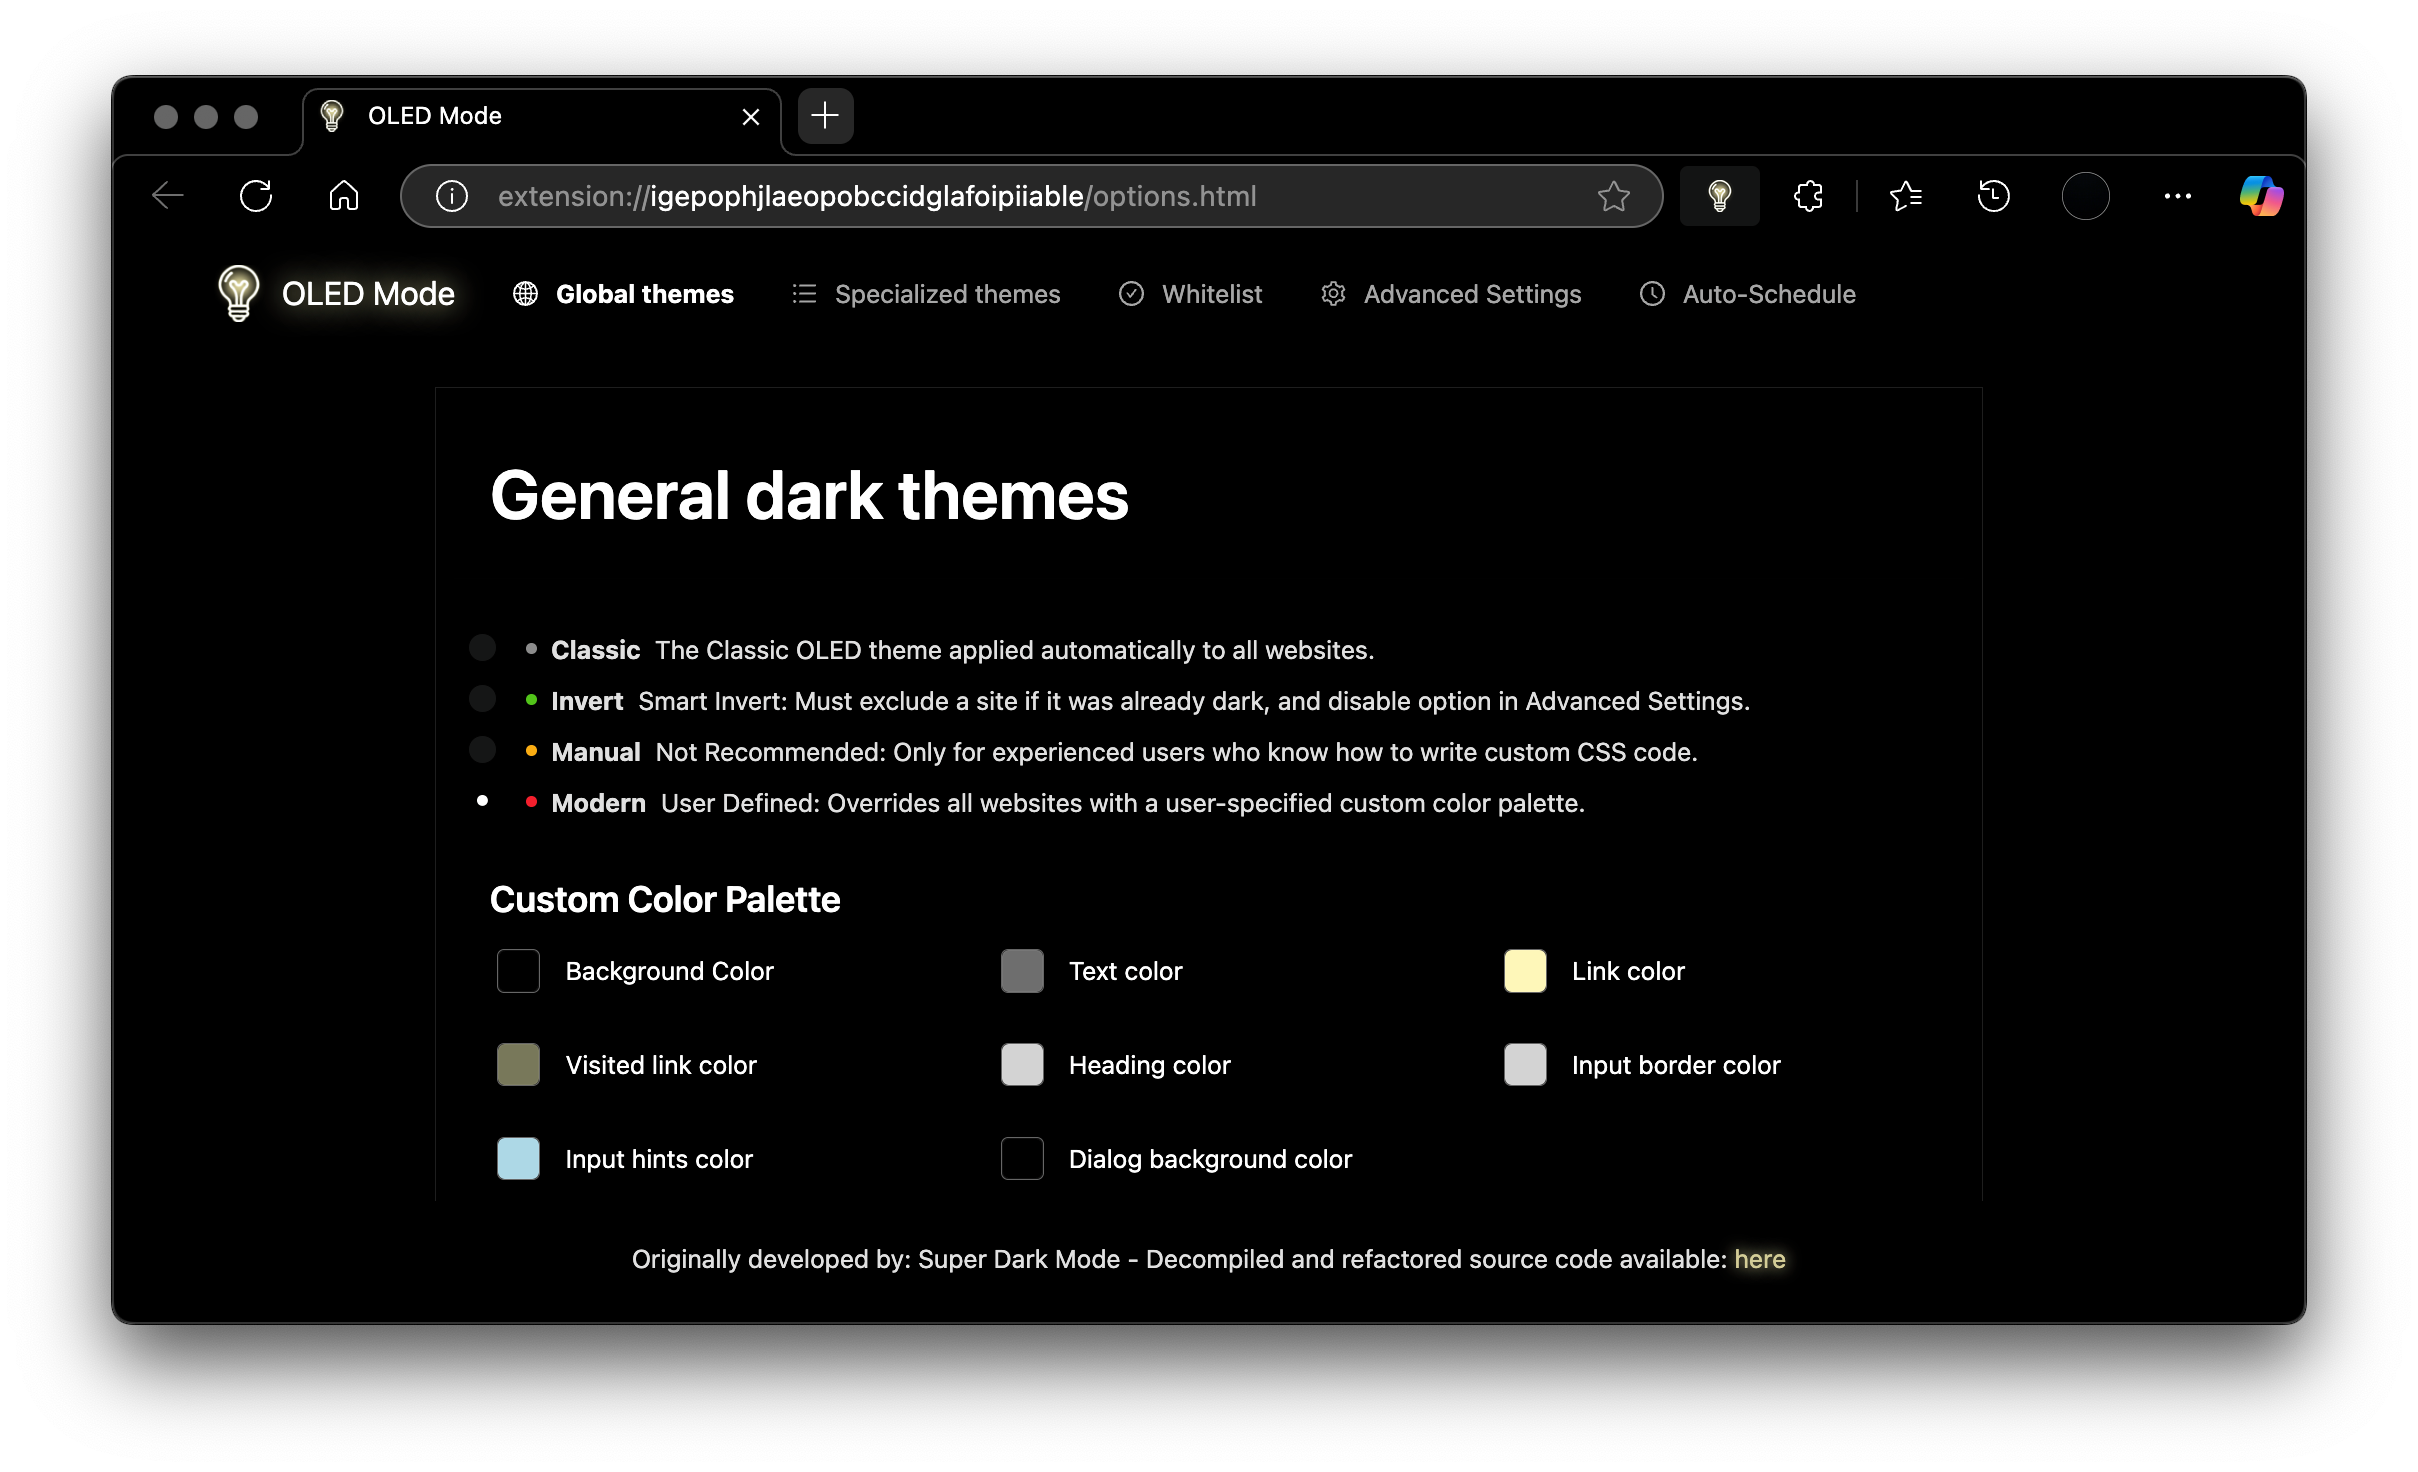 OLED Mode
extension://igepophjlaeopobccidglafoipiiable/options.html
OLED Mode Global themes Specialized themes Whitelist Advanced Settings Auto-Schedule
General dark themes
Classic The Classic OLED theme applied automatically to all websites.
Invert Smart Invert: Must exclude a site if it was already dark, and disable option in Advanced Settings.
Manual Not Recommended: Only for experienced users who know how to write custom CSS code.
Modern User Defined: Overrides all websites with a user-specified custom color palette.
Custom Color Palette
Background Color Text color Link color
Visited link color Heading color Input border color
Input hints color Dialog background color
Originally developed by: Super Dark Mode - Decompiled and refactored source code available: here